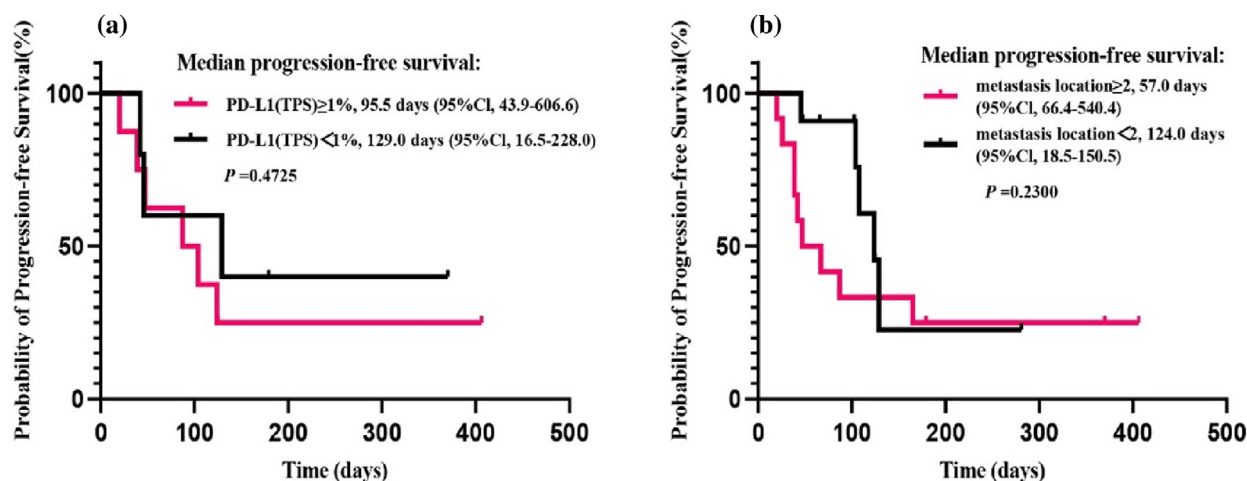 (a)
Probability of Progression-free Survival(%)
Median progression-free survival:
PD-L1(TPS)≥1%, 95.5 days (95%Cl, 43.9-606.6)
PD-L1(TPS)<1%, 129.0 days (95%Cl, 16.5-228.0)
P =0.4725
100
50
0
0 100 200 300 400 500
Time (days)
(b)
Probability of Progression-free Survival(%)
Median progression-free survival:
metastasis location≥2, 57.0 days
(95%Cl, 66.4-540.4)
metastasis location<2, 124.0 days
(95%Cl, 18.5-150.5)
P =0.2300
100
50
0
0 100 200 300 400 500
Time (days)